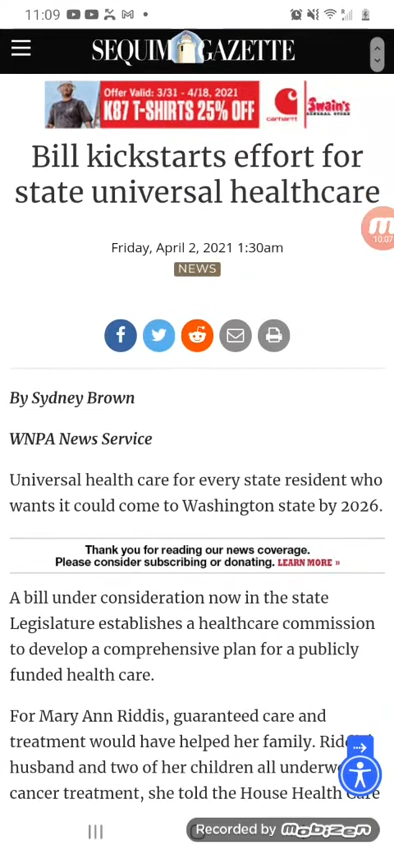 11:09
SEQUIM GAZETTE
Offer Valid: 3/31 - 4/18, 2021
K87 T-SHIRTS 25% OFF
carhartt
Swain's
GENERAL STORE
Bill kickstarts effort for
state universal healthcare
10:07
Friday, April 2, 2021 1:30am
NEWS
By Sydney Brown
WNPA News Service
Universal health care for every state resident who
wants it could come to Washington state by 2026.
Thank you for reading our news coverage.
Please consider subscribing or donating. LEARN MORE »
A bill under consideration now in the state
Legislature establishes a healthcare commission
to develop a comprehensive plan for a publicly
funded health care.
For Mary Ann Riddis, guaranteed care and
treatment would have helped her family.
husband and two of her children all
cancer treatment, she told the House Health Care
Recorded by mobizen